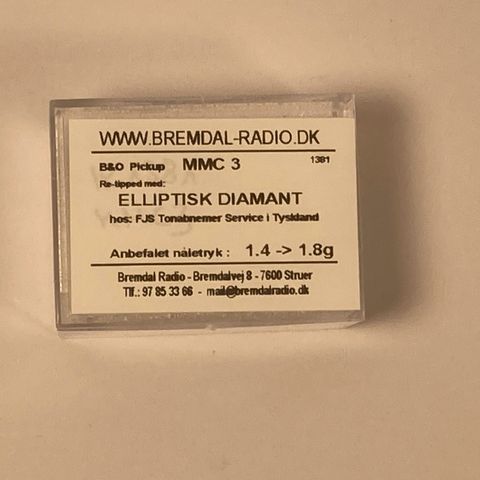 WWW.BREMDAL-RADIO.DK
B&O Pickup MMC 3 1381
Re-tipped med:
ELLIPTISK DIAMANT
hos: FJS Tonabnemer Service i Tyskland
Anbefalet nåletryk : 1.4 -> 1.8g
Bremdal Radio - Bremdalvej 8 - 7600 Struer
Tlf.: 97 85 33 66 - mail@bremdalradio.dk